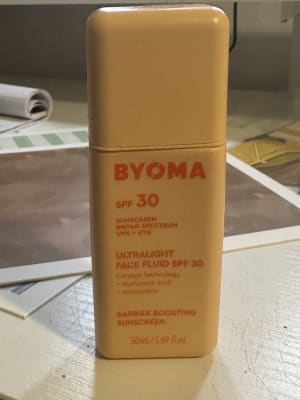 BYOMA
SPF 30
SUNSCREEN
BROAD SPECTRUM
UVB + UVA
ULTRALIGHT
FACE FLUID SPF 30
Ceramide Technology
+ Hyaluronic Acid
BARRIER BOOSTING
SUNSCREEN.
50ml / 1.69 fl oz